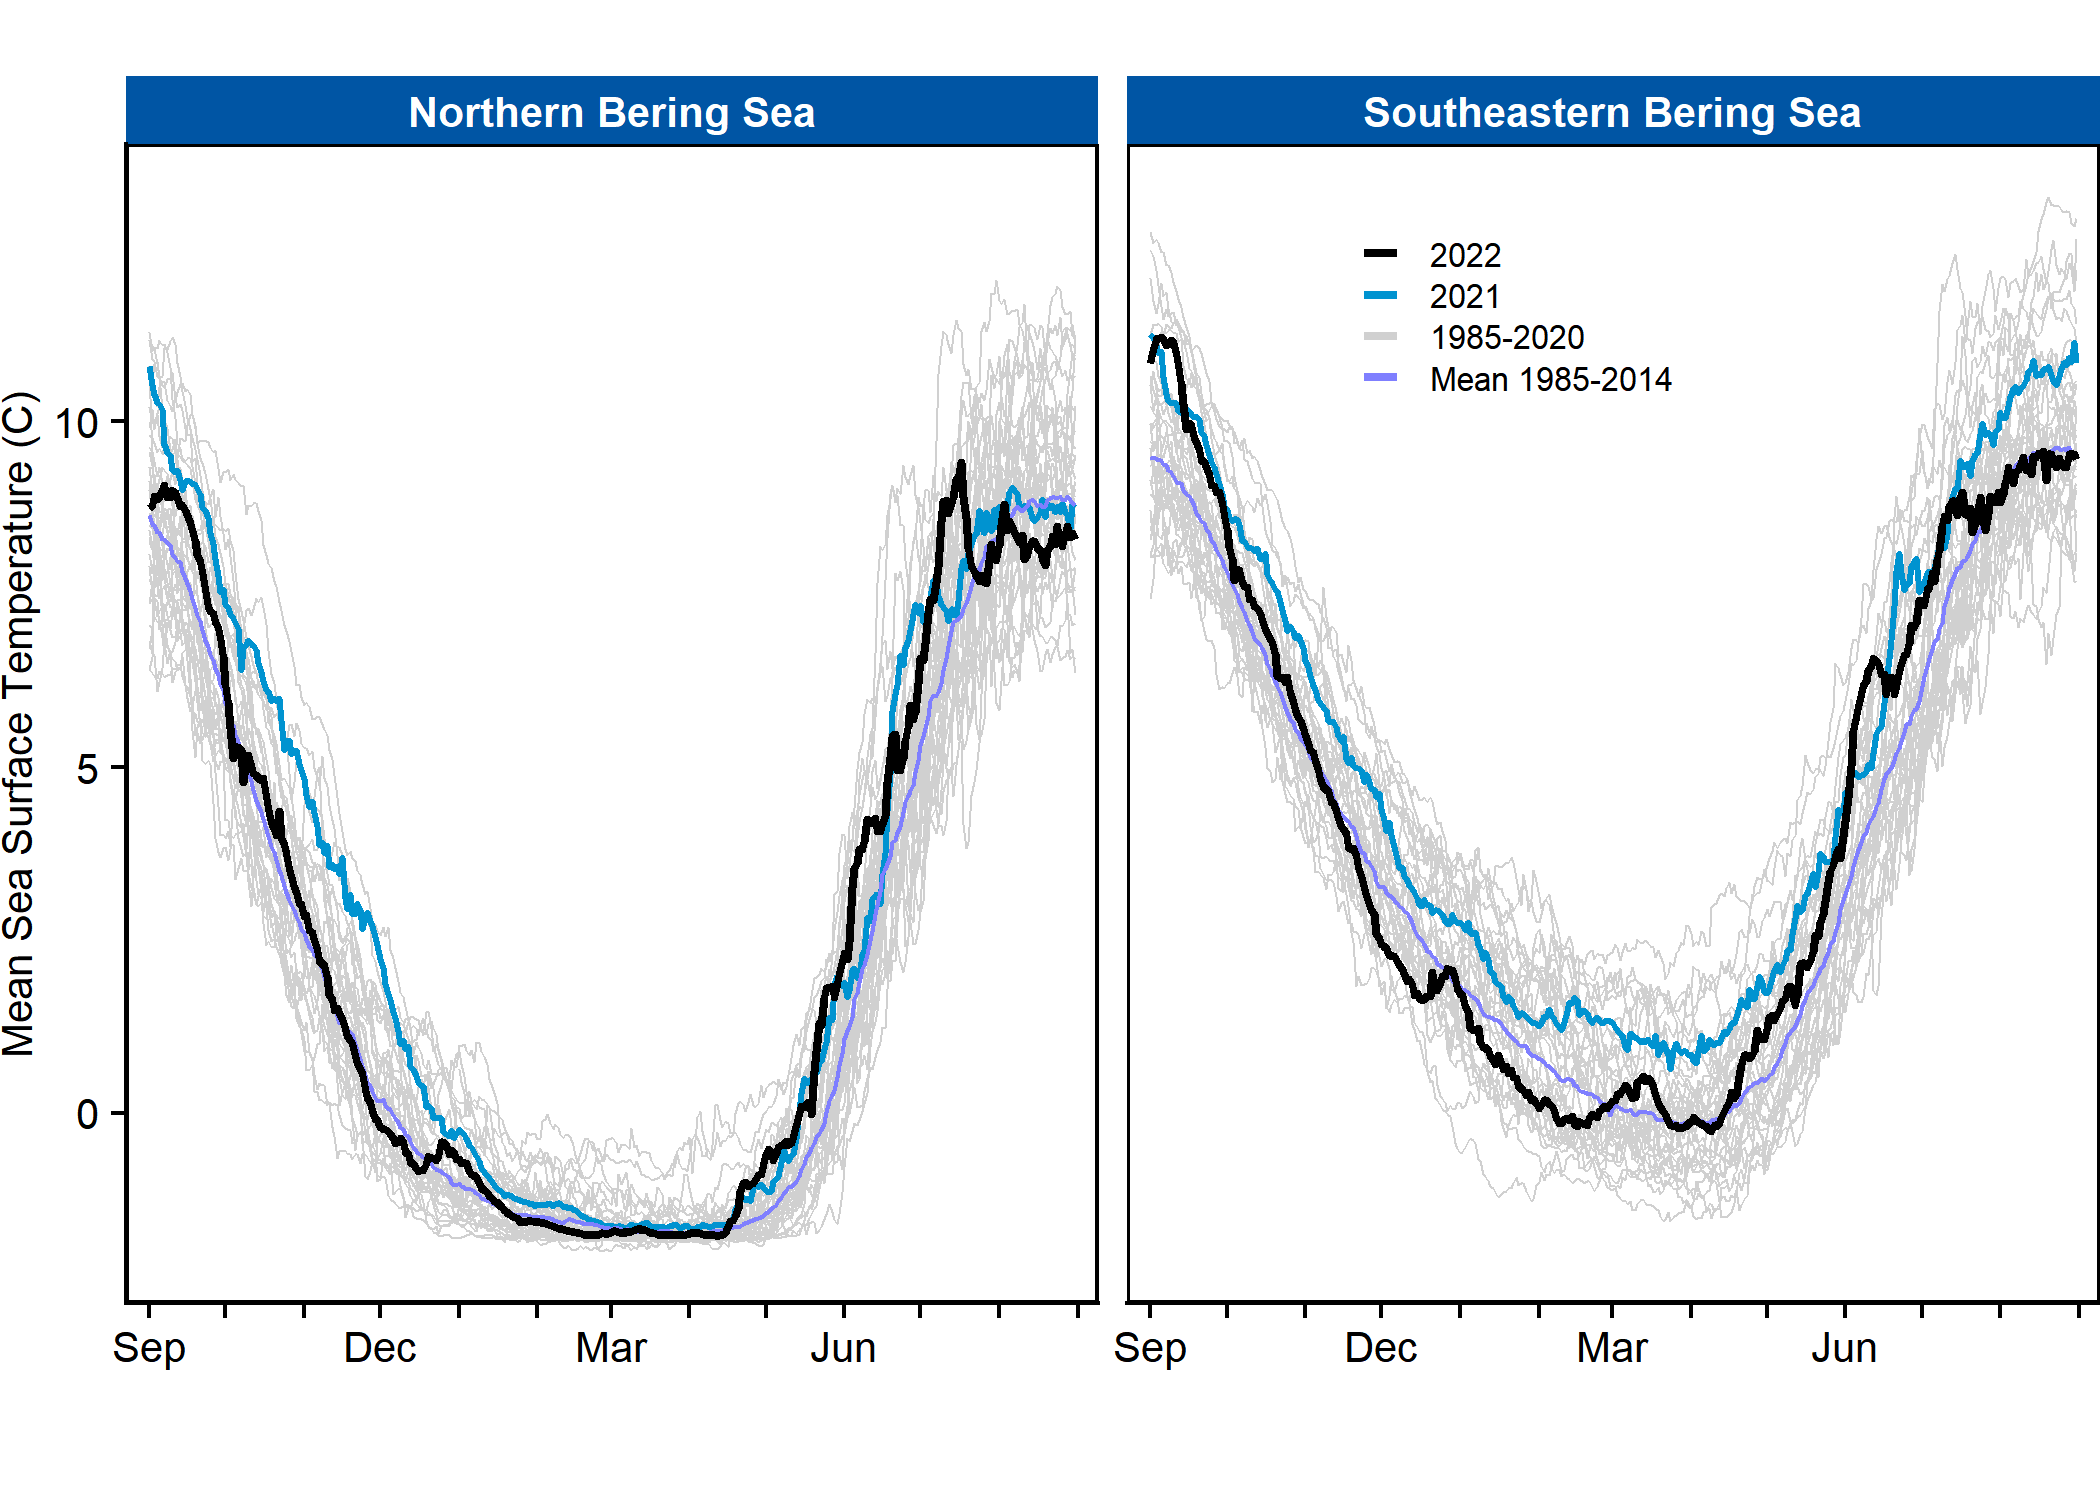 Northern Bering Sea
Southeastern Bering Sea
2022
2021
1985-2020
Mean 1985-2014
Mean Sea Surface Temperature (C)
10
5
0
Sep Dec Mar Jun
Sep Dec Mar Jun